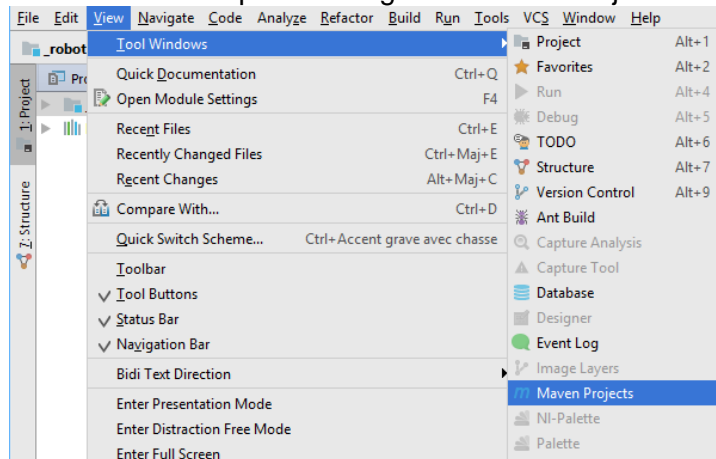 File Edit View Navigate Code Analyze Refactor Build Run Tools VCS Window Help
_robot
Tool Windows
Quick Documentation Ctrl+Q
Open Module Settings F4
Recent Files Ctrl+E
Recently Changed Files Ctrl+Maj+E
Recent Changes Alt+Maj+C
Compare With... Ctrl+D
Quick Switch Scheme... Ctrl+Accent grave avec chasse
Toolbar
Tool Buttons
Status Bar
Navigation Bar
Bidi Text Direction
Enter Presentation Mode
Enter Distraction Free Mode
Enter Full Screen
Project Alt+1
Favorites Alt+2
Run Alt+4
Debug Alt+5
TODO Alt+6
Structure Alt+7
Version Control Alt+9
Ant Build
Capture Analysis
Capture Tool
Database
Designer
Event Log
Image Layers
Maven Projects
NI-Palette
Palette
1: Project
7: Structure
Pro